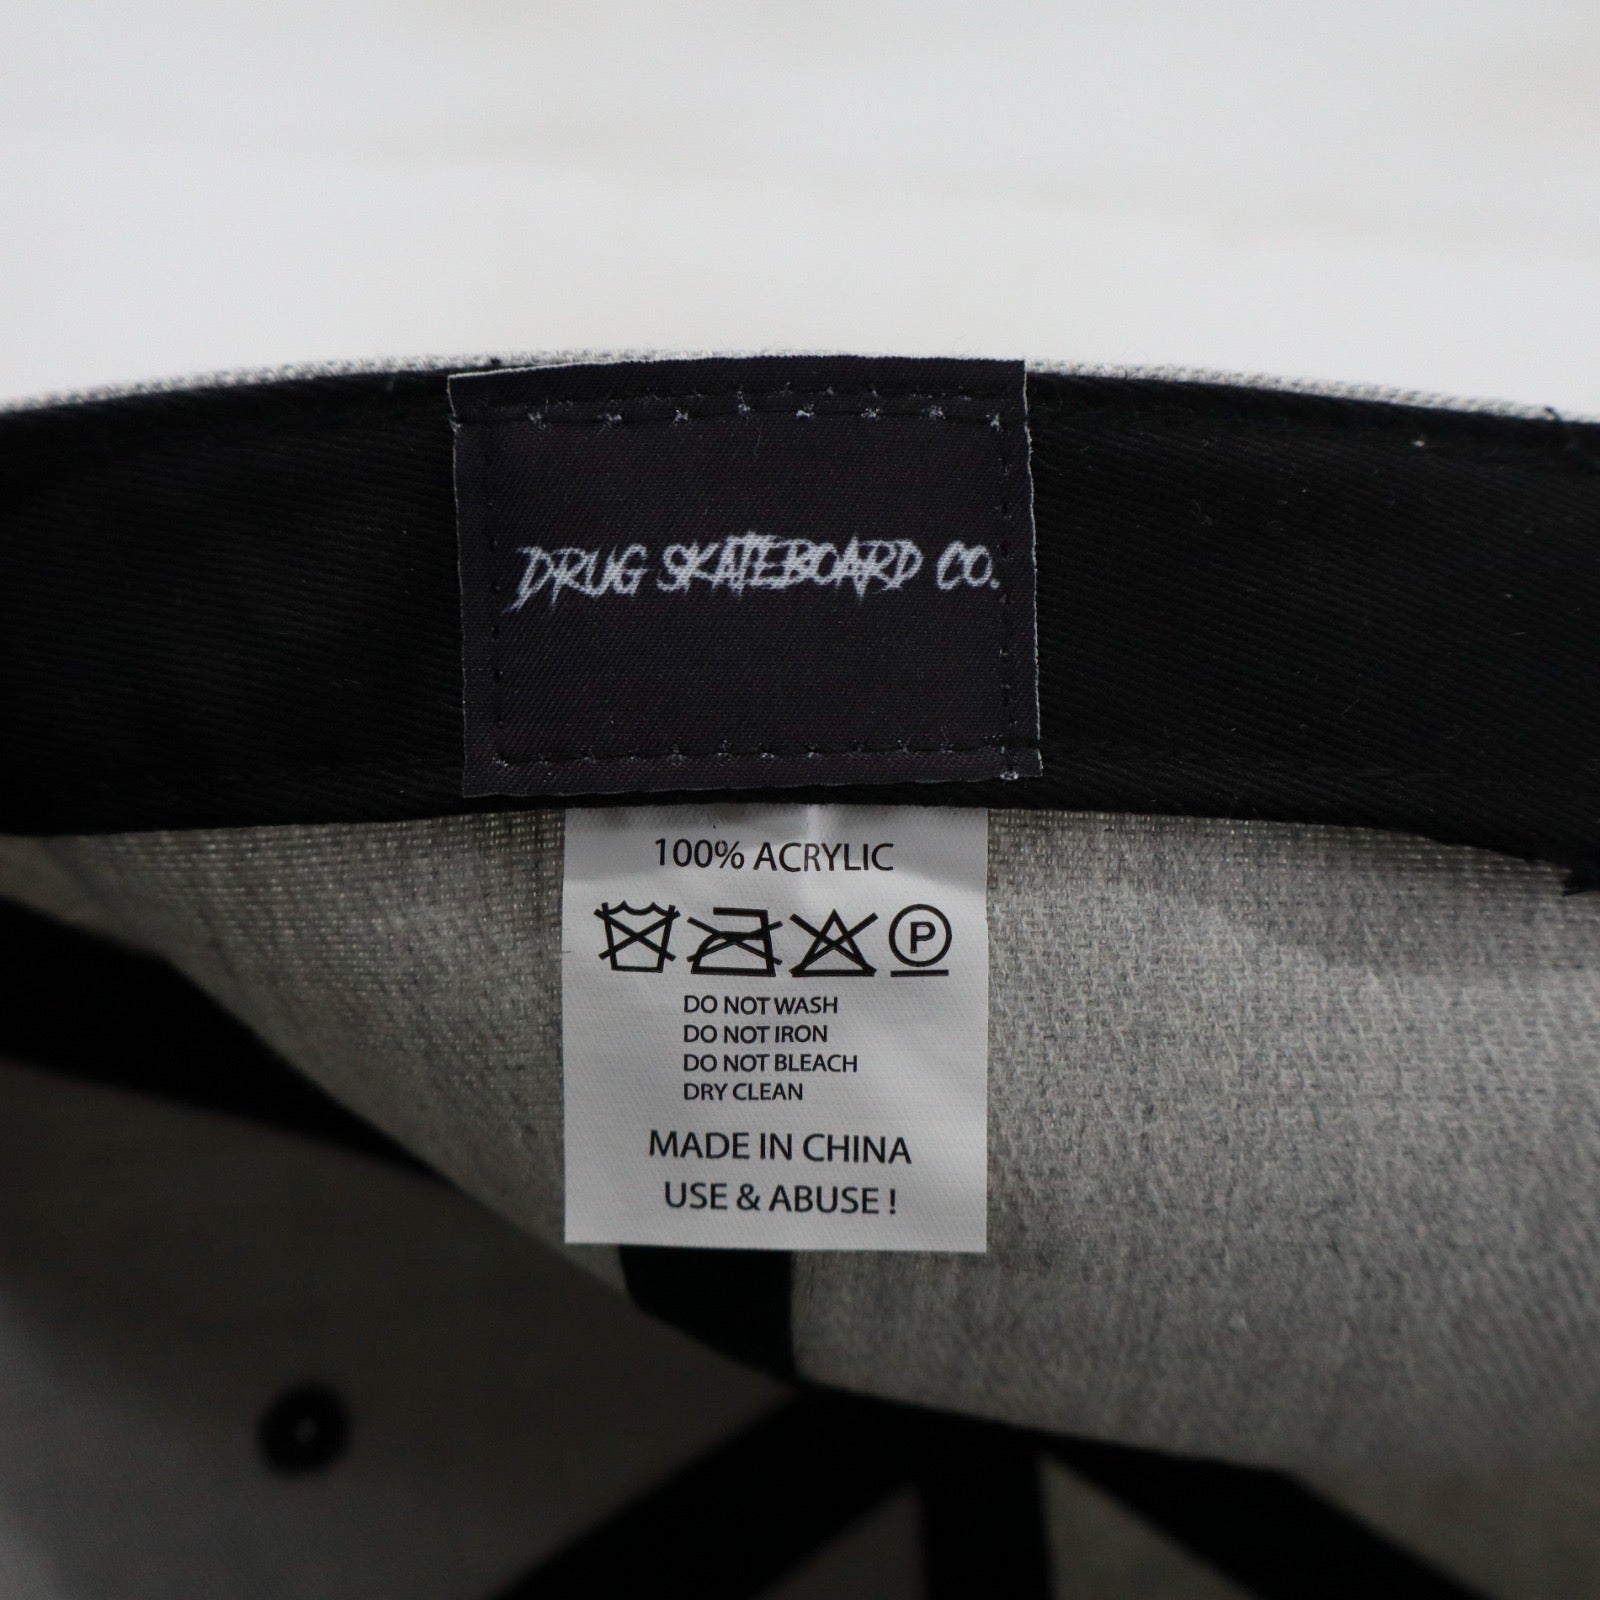 DRUG SKATEBOARD CO.
100% ACRYLIC
P
DO NOT WASH
DO NOT IRON
DO NOT BLEACH
DRY CLEAN
MADE IN CHINA
USE & ABUSE !